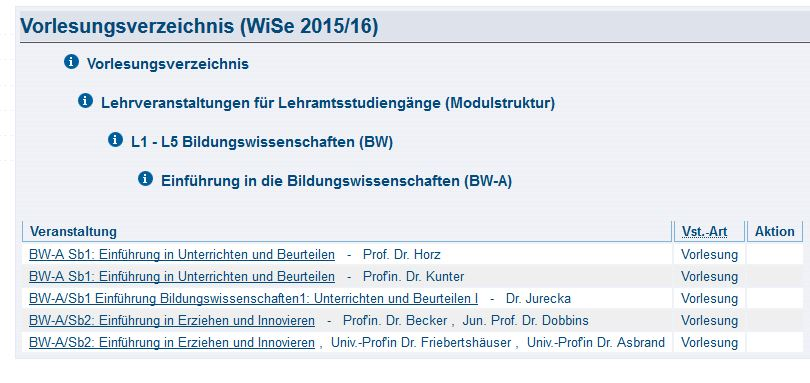 Vorlesungsverzeichnis (WiSe 2015/16)
Vorlesungsverzeichnis
Lehrveranstaltungen für Lehramtsstudiengänge (Modulstruktur)
L1 - L5 Bildungswissenschaften (BW)
Einführung in die Bildungswissenschaften (BW-A)
Veranstaltung Vst.-Art Aktion
BW-A Sb1: Einführung in Unterrichten und Beurteilen - Prof. Dr. Horz Vorlesung
BW-A Sb1: Einführung in Unterrichten und Beurteilen - Prof'in. Dr. Kunter Vorlesung
BW-A/Sb1 Einführung Bildungswissenschaften1: Unterrichten und Beurteilen I - Dr. Jurecka Vorlesung
BW-A/Sb2: Einführung in Erziehen und Innovieren - Prof'in. Dr. Becker , Jun. Prof. Dr. Dobbins Vorlesung
BW-A/Sb2: Einführung in Erziehen und Innovieren , Univ.-Prof'in Dr. Friebertshäuser , Univ.-Prof'in Dr. Asbrand Vorlesung